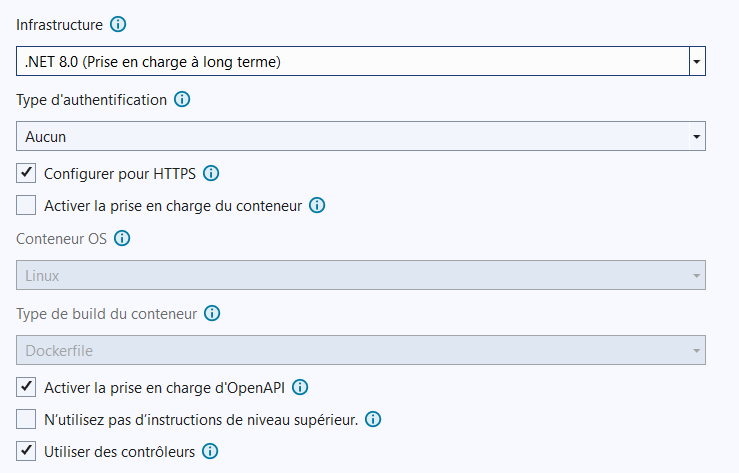 Infrastructure
.NET 8.0 (Prise en charge à long terme)
Type d'authentification
Aucun
Configurer pour HTTPS
Activer la prise en charge du conteneur
Conteneur OS
Linux
Type de build du conteneur
Dockerfile
Activer la prise en charge d'OpenAPI
N'utilisez pas d'instructions de niveau supérieur.
Utiliser des contrôleurs